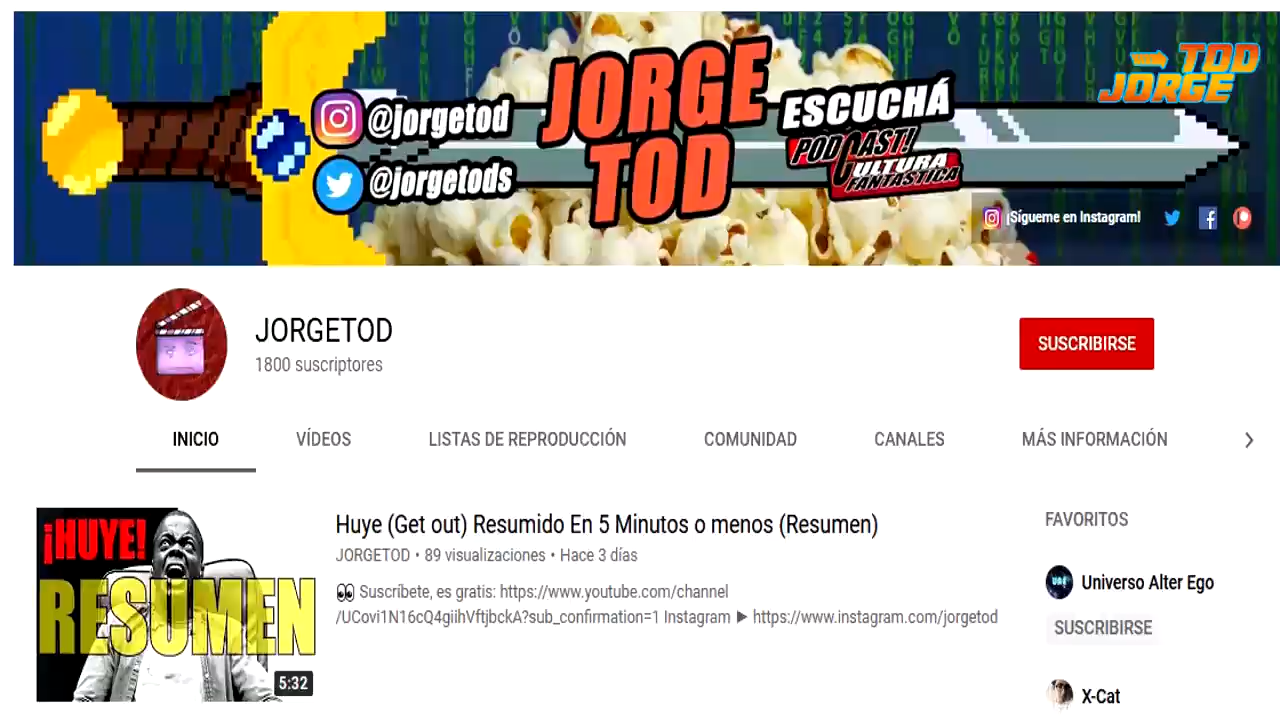 @jorgetod
@jorgetods
JORGE
TOD
ESCUCHÁ
PODCAST!
CULTURA
FANTASTICA
TOD
JORGE
¡Sígueme en Instagram!
JORGETOD
1800 suscriptores
SUSCRIBIRSE
INICIO VÍDEOS LISTAS DE REPRODUCCIÓN COMUNIDAD CANALES MÁS INFORMACIÓN
¡HUYE!
RESUMEN
5:32
Huye (Get out) Resumido En 5 Minutos o menos (Resumen)
JORGETOD • 89 visualizaciones • Hace 3 días
👀 Suscríbete, es gratis: https://www.youtube.com/channel
/UCovi1N16cQ4giihVftjbckA?sub_confirmation=1 Instagram ► https://www.instagram.com/jorgetod
FAVORITOS
Universo Alter Ego
SUSCRIBIRSE
X-Cat